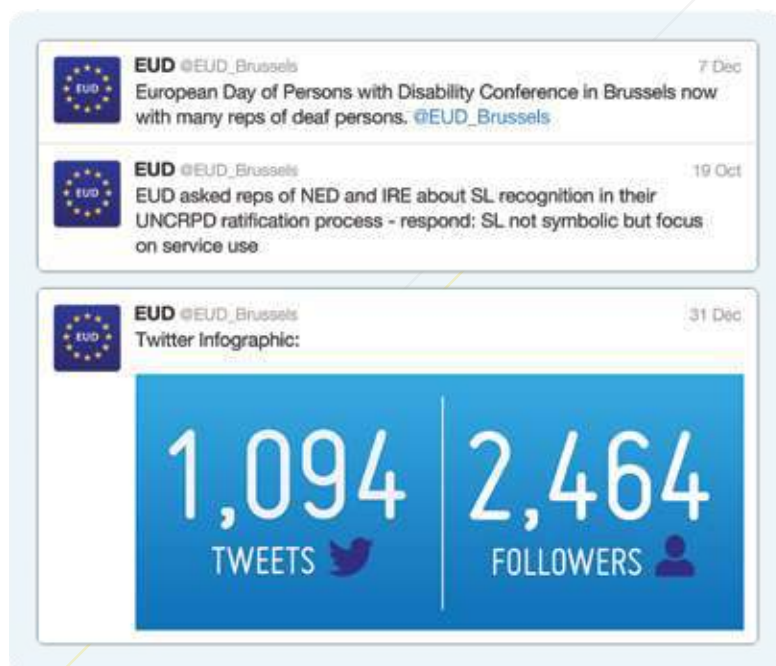 EUD
EUD @EUD_Brussels 7 Dec
European Day of Persons with Disability Conference in Brussels now
with many reps of deaf persons. @EUD_Brussels
EUD
EUD @EUD_Brussels 19 Oct
EUD asked reps of NED and IRE about SL recognition in their
UNCRPD ratification process - respond: SL not symbolic but focus
on service use
EUD
EUD @EUD_Brussels 31 Dec
Twitter Infographic:
1,094 2,464
TWEETS FOLLOWERS